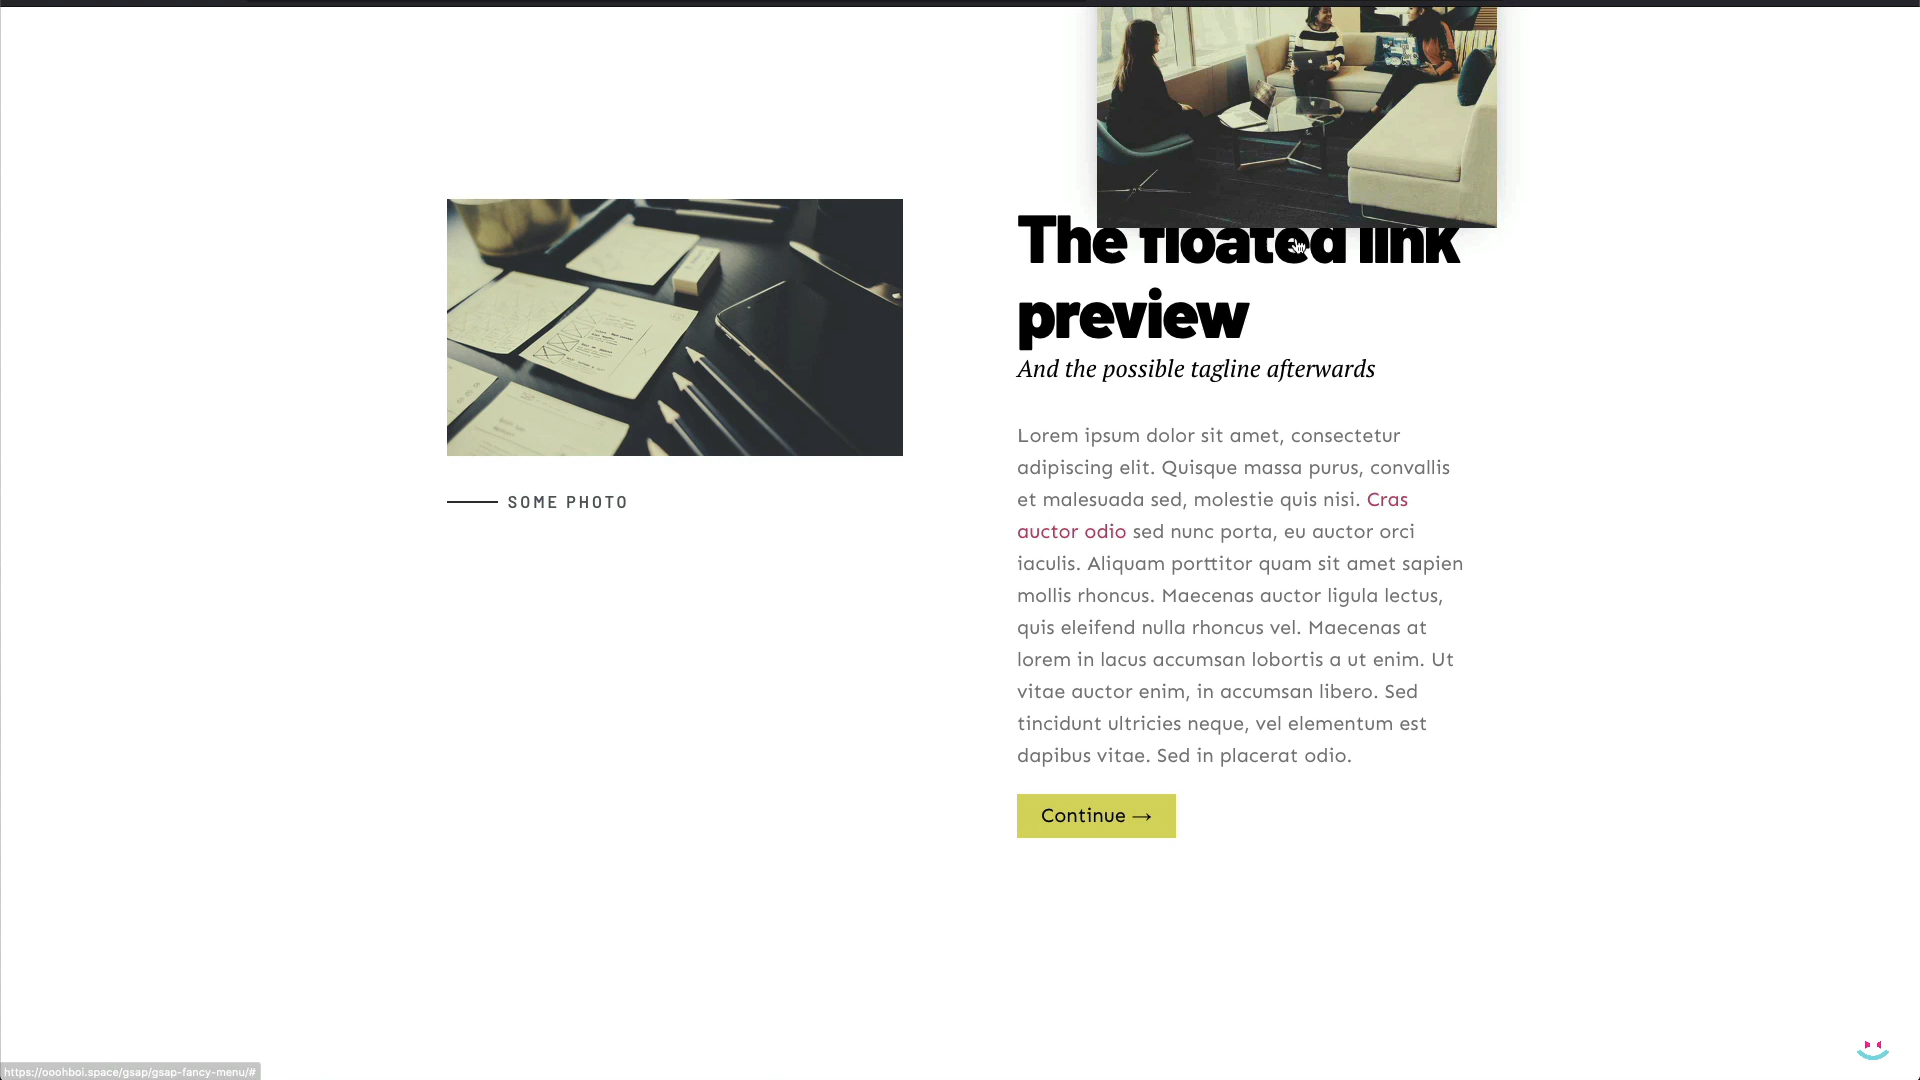 The floated link
preview
And the possible tagline afterwards
SOME PHOTO
Lorem ipsum dolor sit amet, consectetur
adipiscing elit. Quisque massa purus, convallis
et malesuada sed, molestie quis nisi. Cras
auctor odio sed nunc porta, eu auctor orci
iaculis. Aliquam porttitor quam sit amet sapien
mollis rhoncus. Maecenas auctor ligula lectus,
quis eleifend nulla rhoncus vel. Maecenas at
lorem in lacus accumsan lobortis a ut enim. Ut
vitae auctor enim, in accumsan libero. Sed
tincidunt ultricies neque, vel elementum est
dapibus vitae. Sed in placerat odio.
Continue →
https://ooohboi.space/gsap/gsap-fancy-menu/#